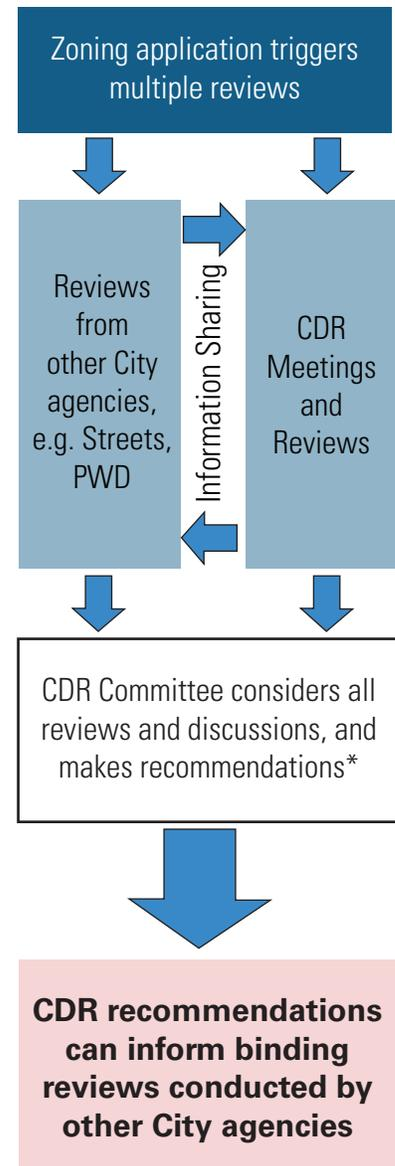 Zoning application triggers
multiple reviews
Reviews
from
other City
agencies,
e.g. Streets,
PWD
Information Sharing
CDR
Meetings
and
Reviews
CDR Committee considers all
reviews and discussions, and
makes recommendations*
CDR recommendations
can inform binding
reviews conducted by
other City agencies